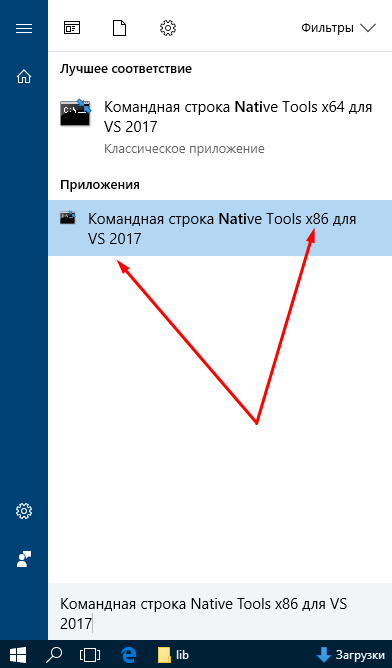 Фильтры
Лучшее соответствие
C:\
Командная строка Native Tools x64 для
VS 2017
Классическое приложение
Приложения
Командная строка Native Tools x86 для
VS 2017
Командная строка Native Tools x86 для VS
2017
lib
Загрузки